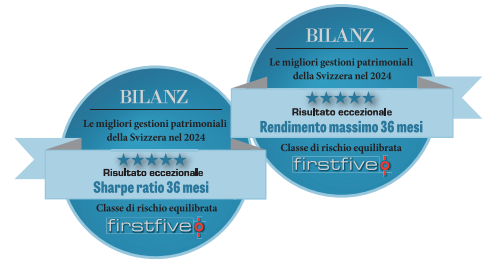 BILANZ
Le migliori gestioni patrimoniali
della Svizzera nel 2024
Risultato eccezionale
Sharpe ratio 36 mesi
Classe di rischio equilibrata
firstfive
BILANZ
Le migliori gestioni patrimoniali
della Svizzera nel 2024
Risultato eccezionale
Rendimento massimo 36 mesi
Classe di rischio equilibrata
firstfive